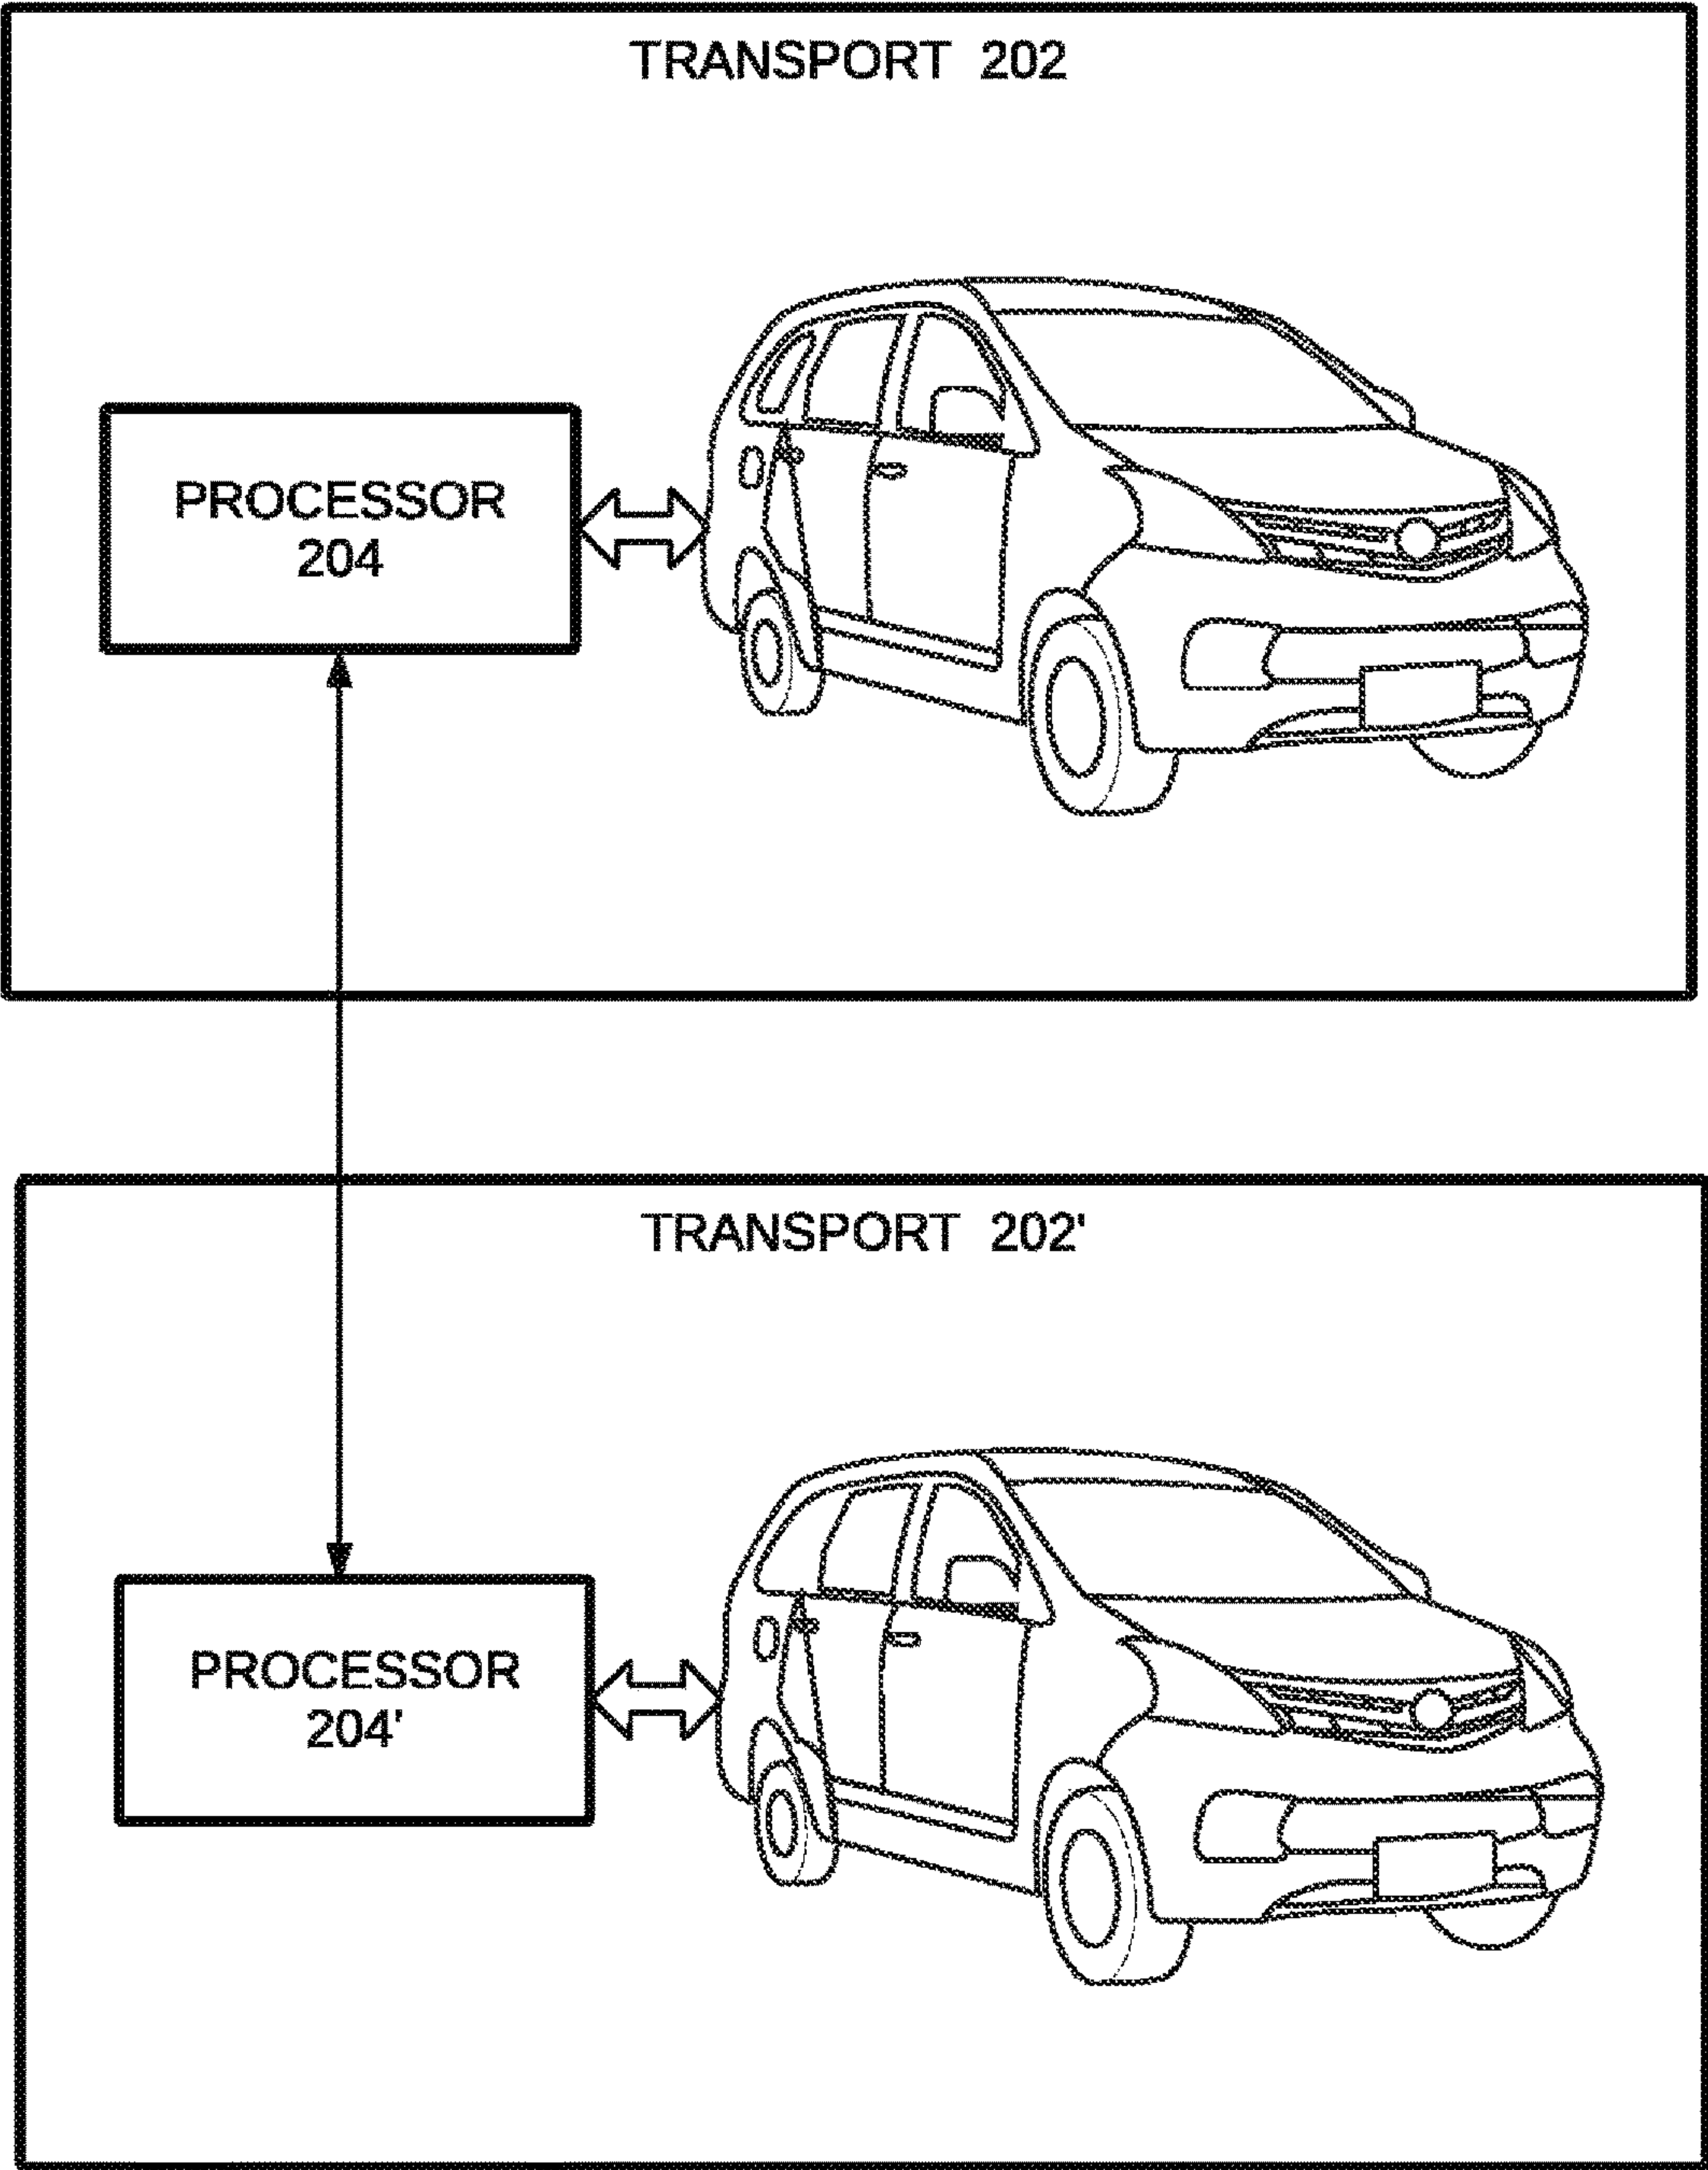 TRANSPORT 202
PROCESSOR
204
TRANSPORT 202'
PROCESSOR
204'